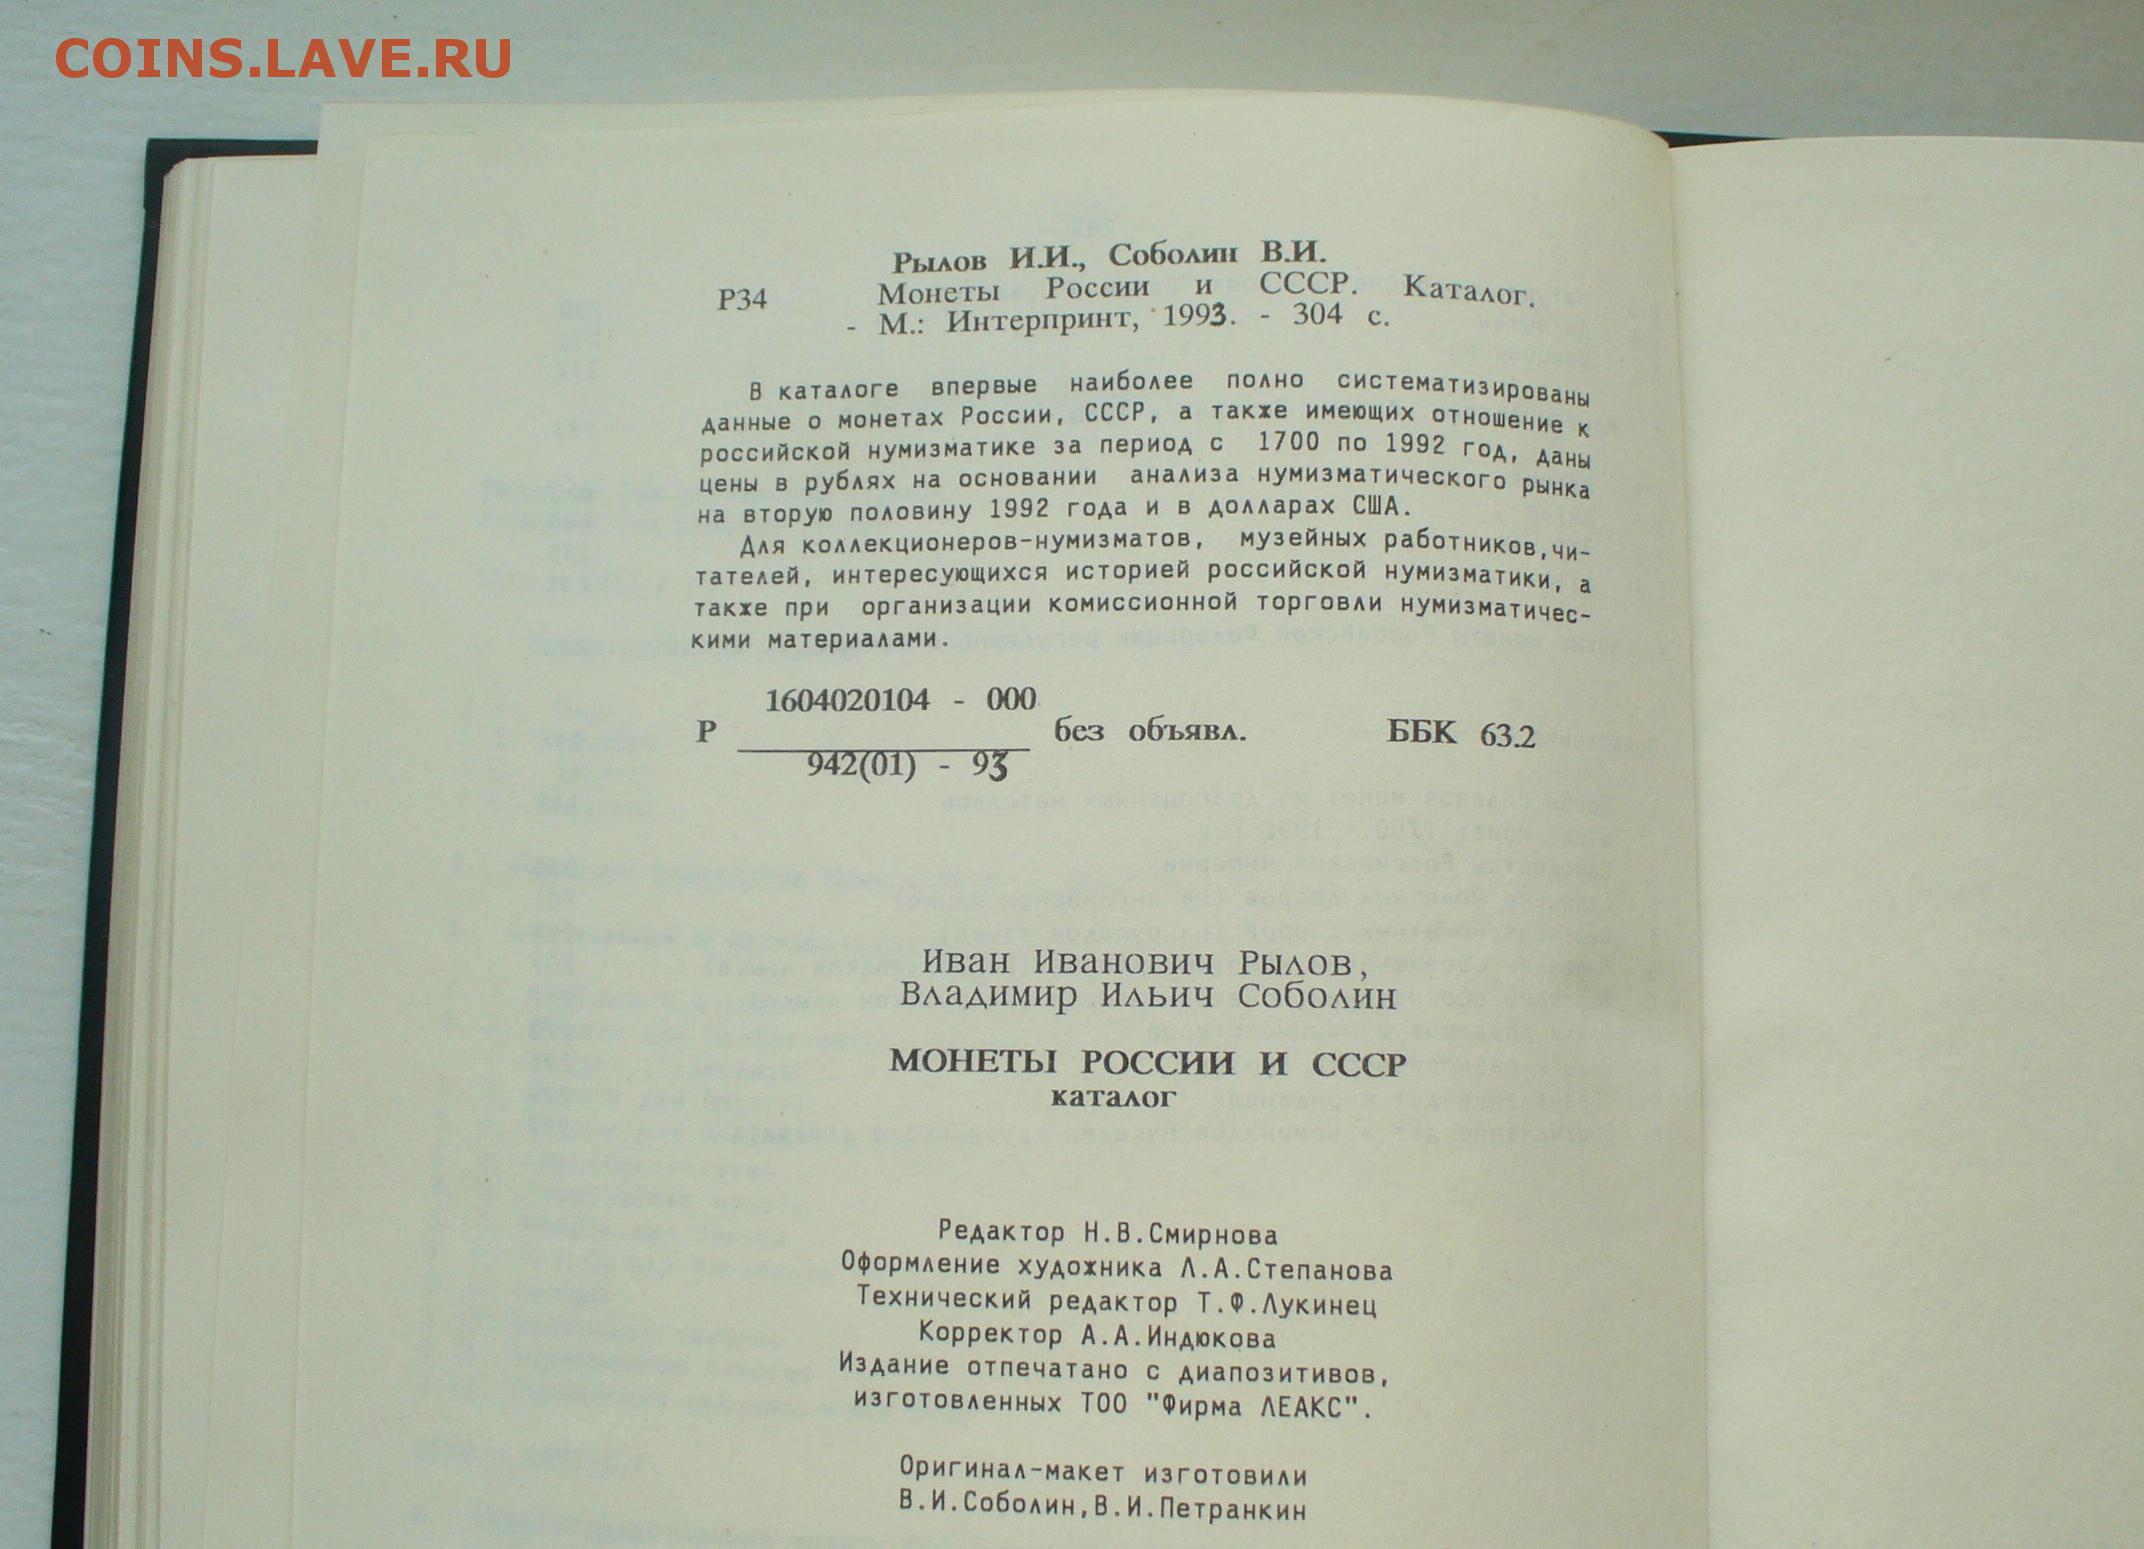 COINS.LAVE.RU
Рылов И.И., Соболин В.И.
Р34 Монеты России и СССР. Каталог.
- М.: Интерпринт, 1993. - 304 с.
В каталоге впервые наиболее полно систематизированы
данные о монетах России, СССР, а также имеющих отношение к
российской нумизматике за период с 1700 по 1992 год, даны
цены в рублях на основании анализа нумизматического рынка
на вторую половину 1992 года и в долларах США.
Для коллекционеров-нумизматов, музейных работников,чи-
тателей, интересующихся историей российской нумизматики, а
также при организации комиссионной торговли нумизматичес-
кими материалами.
1604020104 - 000
Р без объявл. ББК 63.2
942(01) - 93
Иван Иванович Рылов,
Владимир Ильич Соболин
МОНЕТЫ РОССИИ И СССР
каталог
Редактор Н.В.Смирнова
Оформление художника Л.А.Степанова
Технический редактор Т.Ф.Лукинец
Корректор А.А.Индюкова
Издание отпечатано с диапозитивов,
изготовленных ТОО "Фирма ЛЕАКС".
Оригинал-макет изготовили
В.И.Соболин,В.И.Петранкин